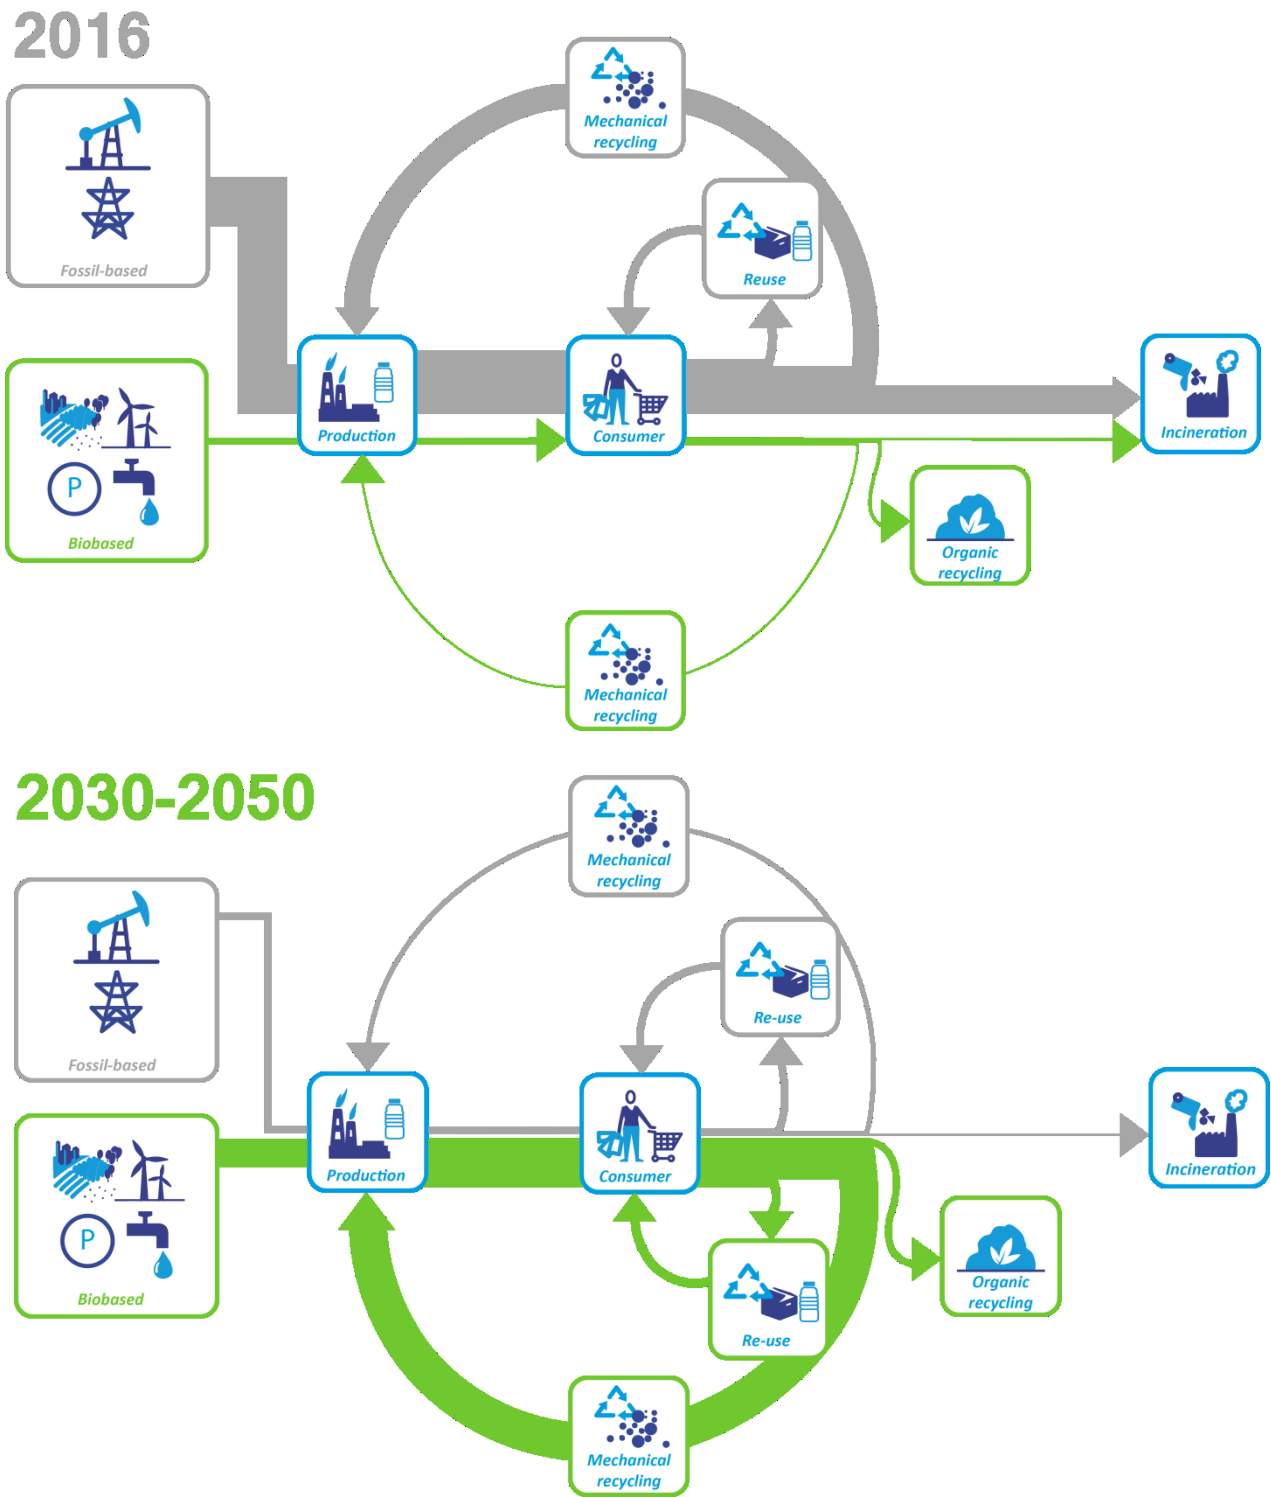 2016
Mechanical
recycling
Reuse
Fossil-based
Production
Consumer
Incineration
P
Biobased
Organic
recycling
Mechanical
recycling
2030-2050
Mechanical
recycling
Re-use
Fossil-based
Production
Consumer
Incineration
P
Biobased
Organic
recycling
Re-use
Mechanical
recycling